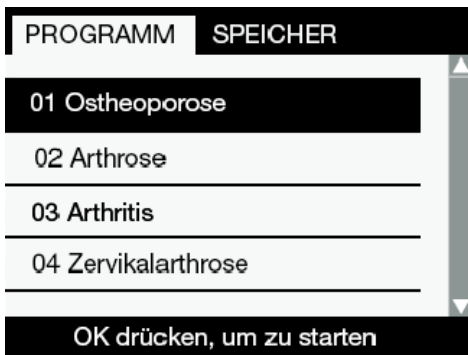 PROGRAMM SPEICHER
01 Ostheoporose
02 Arthrose
03 Arthritis
04 Zervikalarthrose
OK drücken, um zu starten